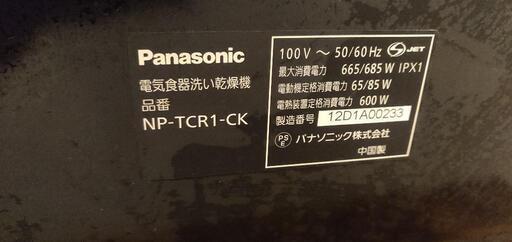 Panasonic
電気食器洗い乾燥機
品番
NP-TCR1-CK
100V ～ 50/60Hz JET
最大消費電力 665/685W IPX1
電動機定格消費電力 65/85W
電熱装置定格消費電力 600W
製造番号 12D1A00233
PSE パナソニック株式会社
中国製